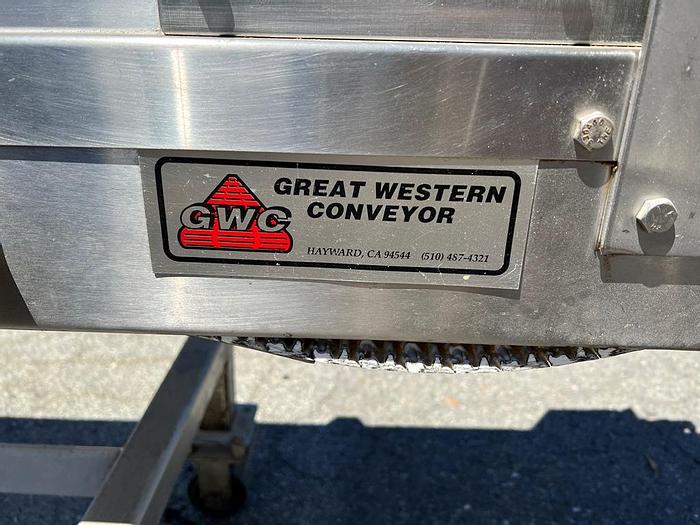 GWC
GREAT WESTERN
CONVEYOR
HAYWARD, CA 94544 (510) 487-4321